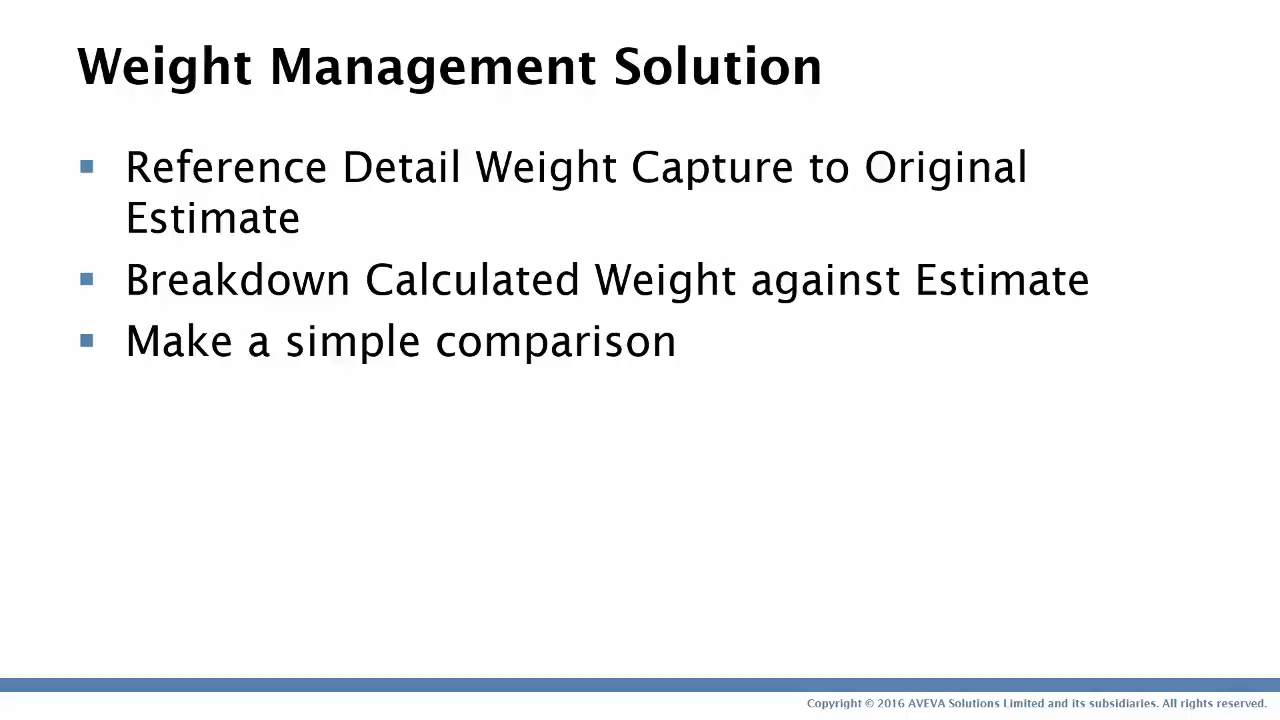 Weight Management Solution
Reference Detail Weight Capture to Original
Estimate
Breakdown Calculated Weight against Estimate
Make a simple comparison
Copyright © 2016 AVEVA Solutions Limited and its subsidiaries. All rights reserved.